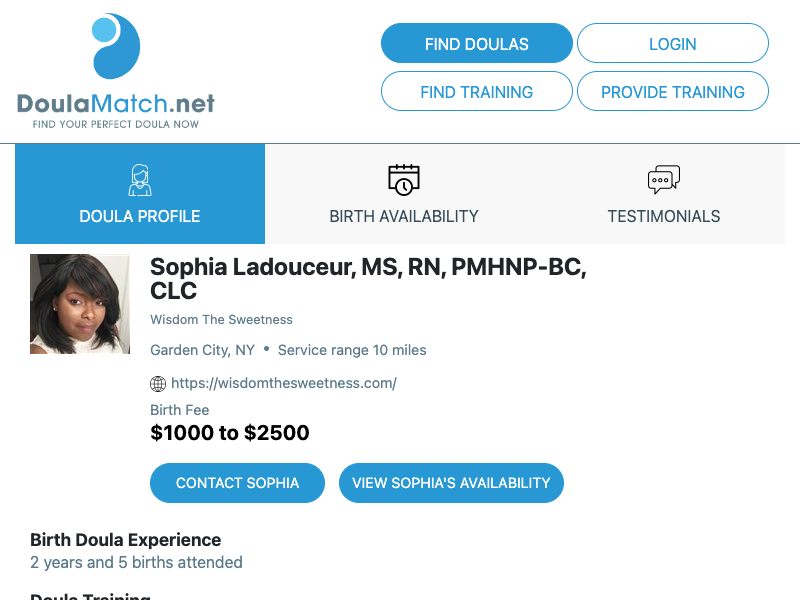 DoulaMatch.net
FIND YOUR PERFECT DOULA NOW
FIND DOULAS
LOGIN
FIND TRAINING
PROVIDE TRAINING
DOULA PROFILE
BIRTH AVAILABILITY
TESTIMONIALS
Sophia Ladouceur, MS, RN, PMHNP-BC,
CLC
Wisdom The Sweetness
Garden City, NY • Service range 10 miles
https://wisdomthesweetness.com/
Birth Fee
$1000 to $2500
CONTACT SOPHIA
VIEW SOPHIA'S AVAILABILITY
Birth Doula Experience
2 years and 5 births attended
Doula Training